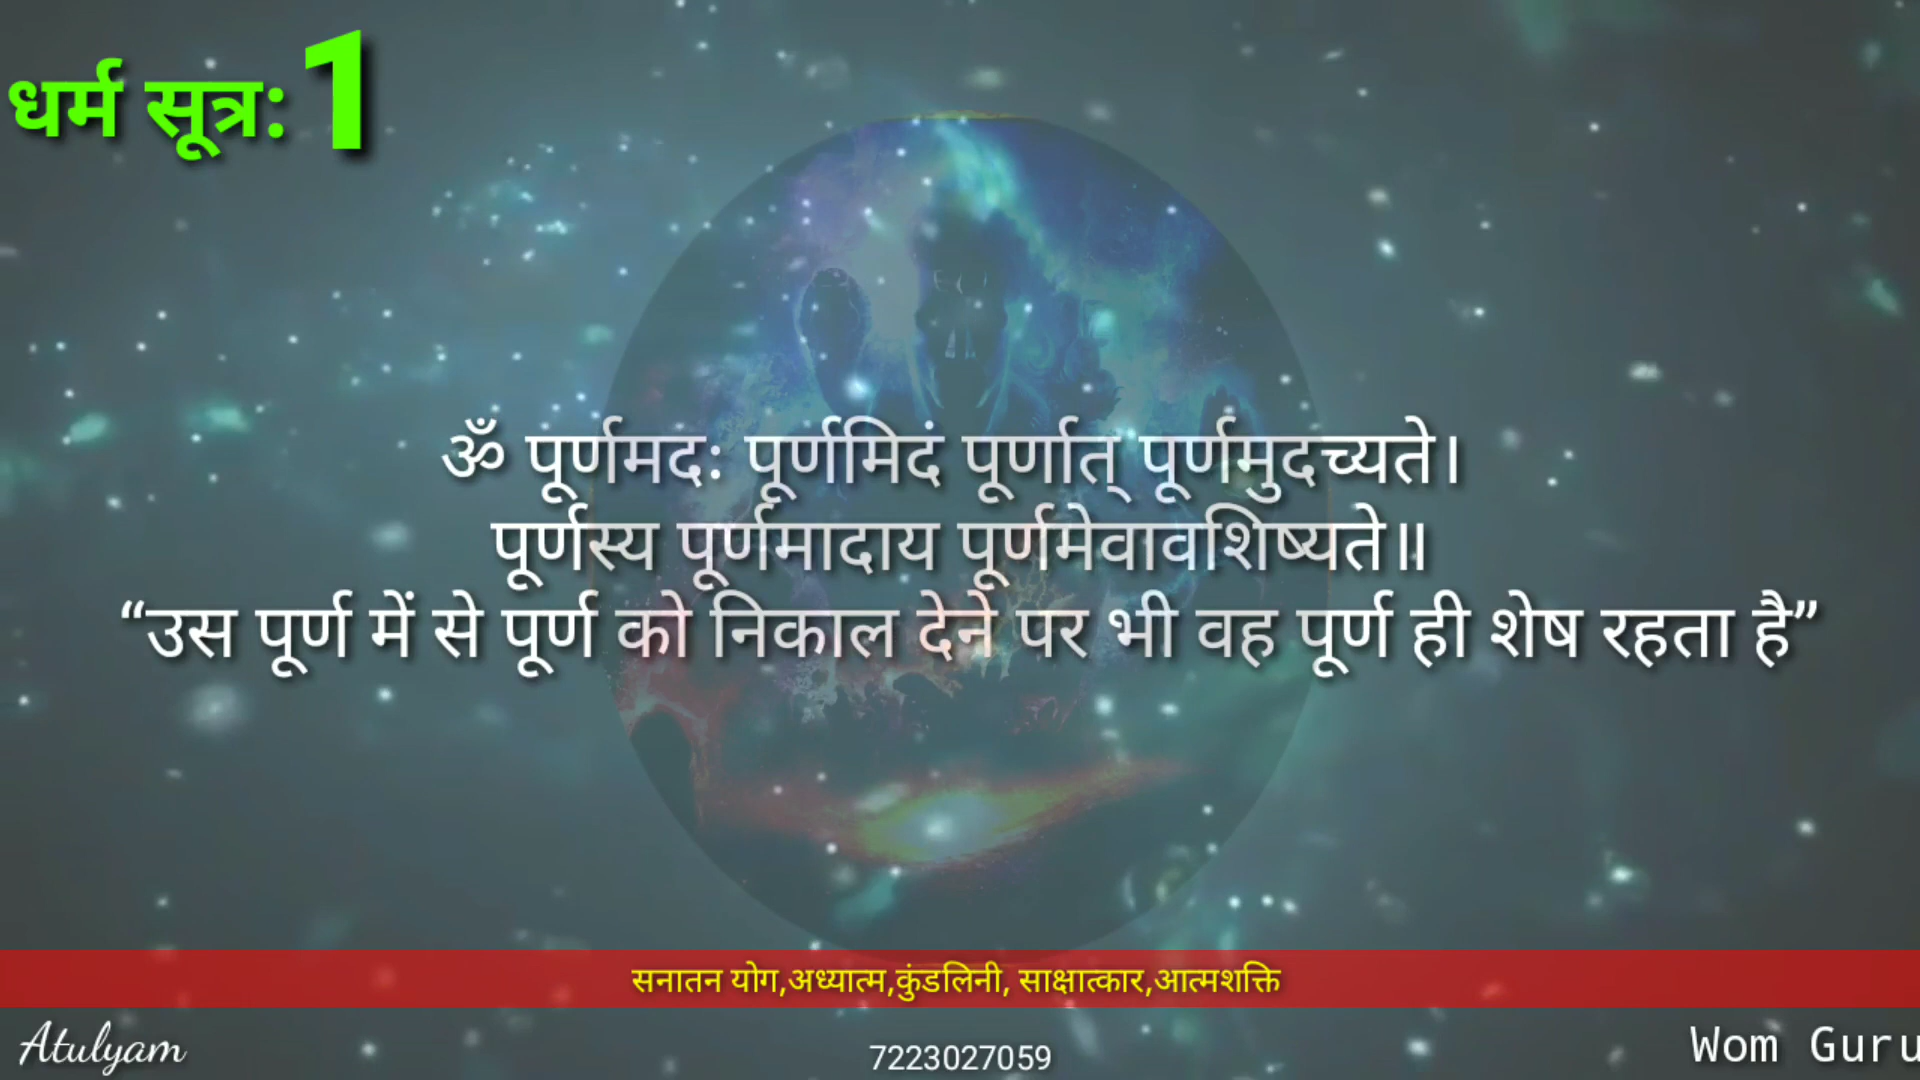 धर्म सूत्र: 1
ॐ पूर्णमदः पूर्णमिदं पूर्णात् पूर्णमुदच्यते।
पूर्णस्य पूर्णमादाय पूर्णमेवावशिष्यते॥
“उस पूर्ण में से पूर्ण को निकाल देने पर भी वह पूर्ण ही शेष रहता है”
सनातन योग,अध्यात्म,कुंडलिनी, साक्षात्कार,आत्मशक्ति
Atulyam
7223027059
Wom Guru